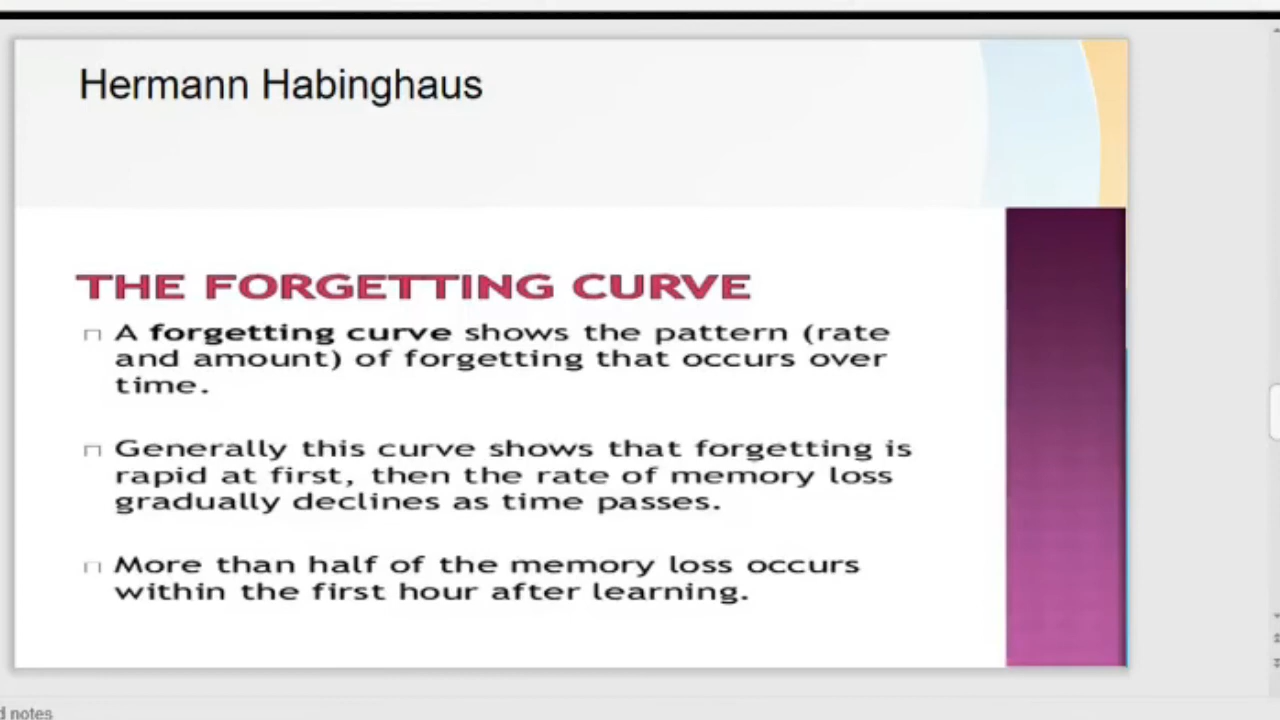 Hermann Habinghaus
THE FORGETTING CURVE
A forgetting curve shows the pattern (rate
and amount) of forgetting that occurs over
time.
Generally this curve shows that forgetting is
rapid at first, then the rate of memory loss
gradually declines as time passes.
More than half of the memory loss occurs
within the first hour after learning.
d notes